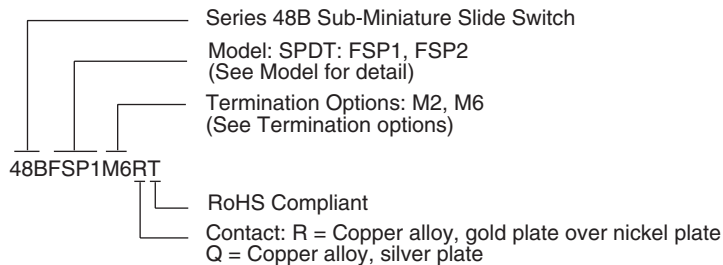 Series 48B Sub-Miniature Slide Switch
Model: SPDT: FSP1, FSP2
(See Model for detail)
Termination Options: M2, M6
(See Termination options)
48BFSP1M6RT
RoHS Compliant
Contact: R = Copper alloy, gold plate over nickel plate
Q = Copper alloy, silver plate